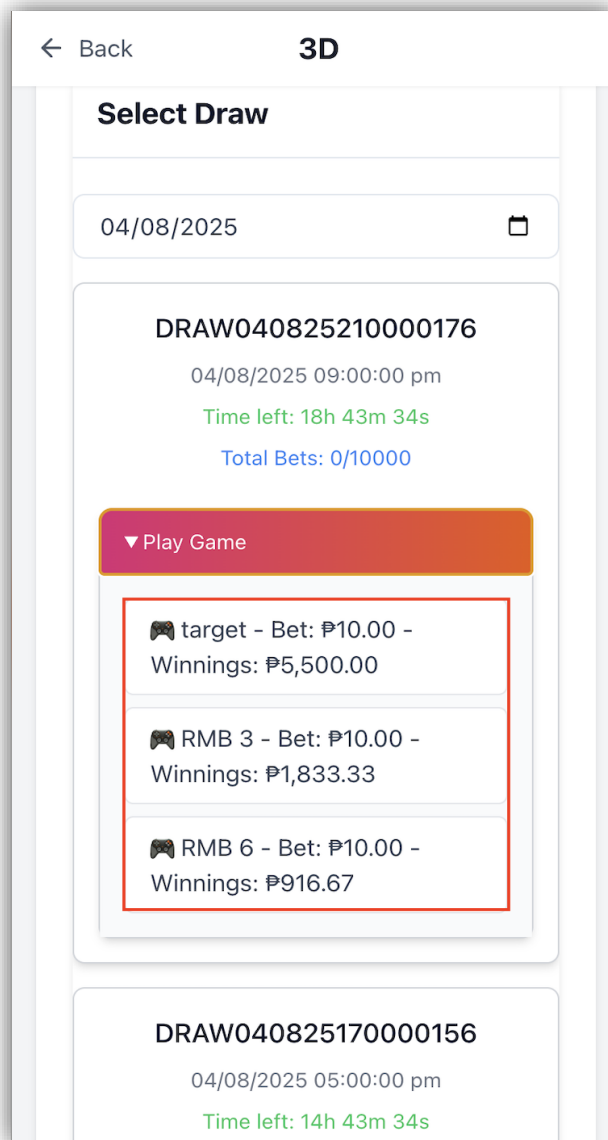 ← Back
3D
Select Draw
04/08/2025
DRAW040825210000176
04/08/2025 09:00:00 pm
Time left: 18h 43m 34s
Total Bets: 0/10000
▼Play Game
🎮 target - Bet: ₱10.00 -
Winnings: ₱5,500.00
🎮 RMB 3 - Bet: ₱10.00 -
Winnings: ₱1,833.33
🎮 RMB 6 - Bet: ₱10.00 -
Winnings: ₱916.67
DRAW040825170000156
04/08/2025 05:00:00 pm
Time left: 14h 43m 34s